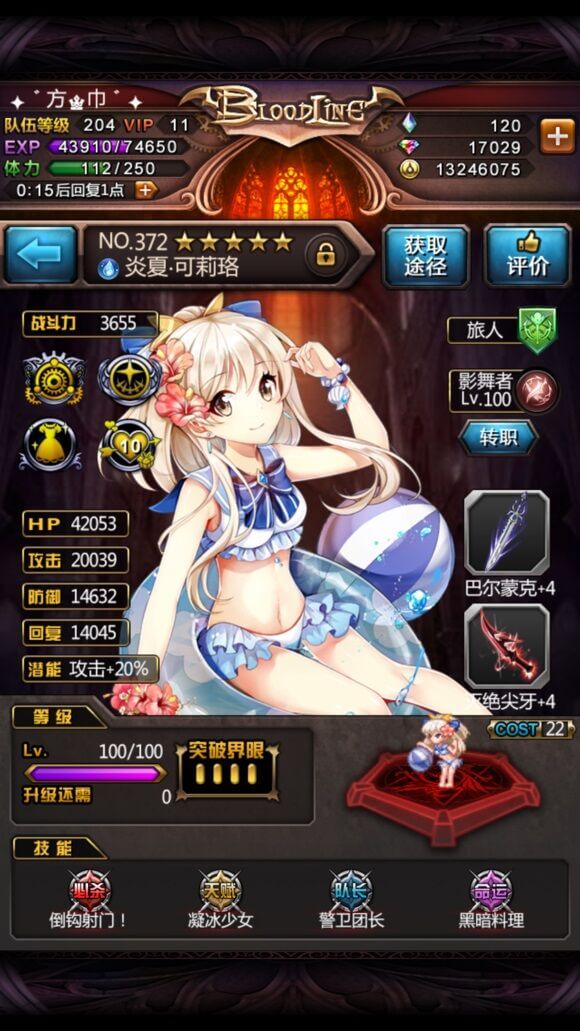 方巾
BLOODLINE
队伍等级 204 VIP 11
120
EXP 43910/74650
17029
体力 112/250
13246075
0:15后回复1点
NO.372
炎夏·可莉珞
获取途径
评价
战斗力 3655
旅人
影舞者
Lv.100
10
转职
HP 42053
攻击 20039
巴尔蒙克+4
防御 14632
回复 14045
潜能 攻击+20%
灭绝尖牙+4
等级
COST 22
Lv. 100/100
突破界限
升级还需 0
技能
必杀
天赋
队长
命运
倒钩射门！
凝冰少女
警卫团长
黑暗料理